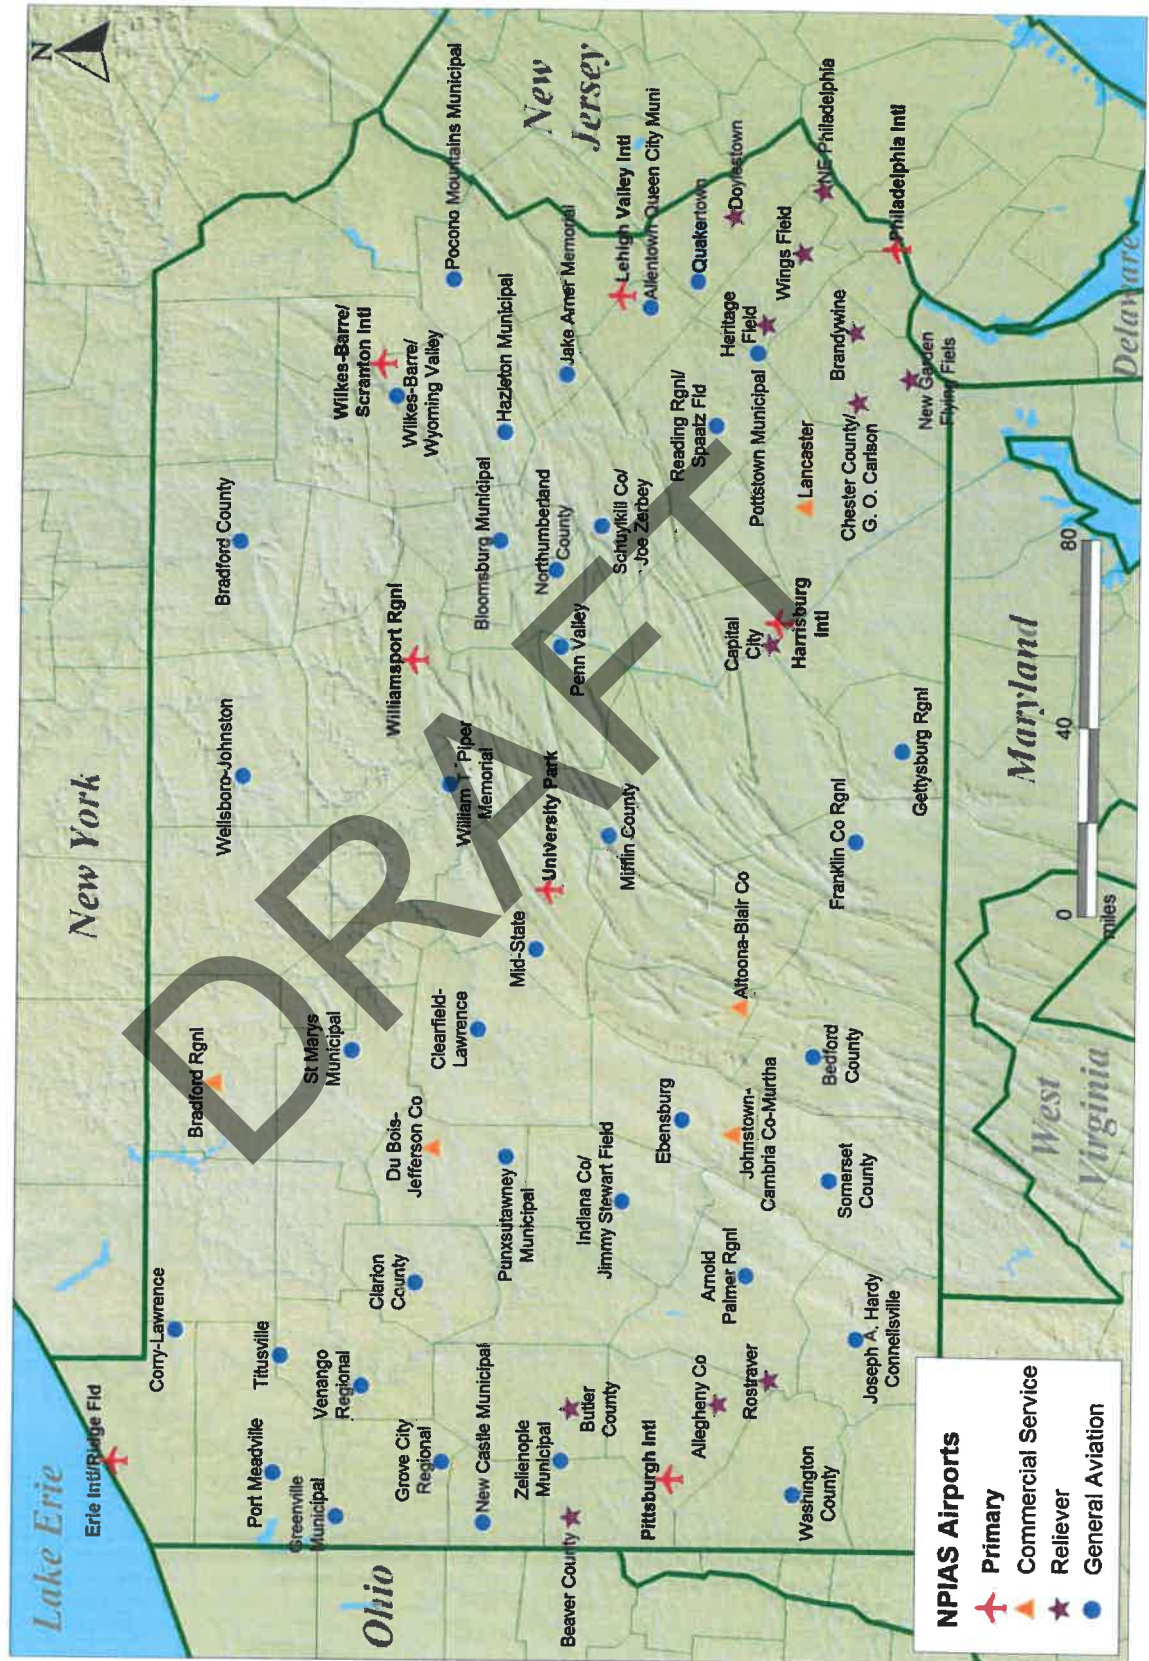 N
Lake Erie
New York
New
Jersey
Ohio
West
Virginia
Maryland
Delaware
DRAFT
Erie Intl/Ridge Fld
Corry-Lawrence
Bradford Rgnl
Wellsboro-Johnston
Bradford County
Port Meadville
Titusville
Greenville
Municipal
Venango
Regional
St Marys
Municipal
Williamsport Rgnl
Wilkes-Barre/
Scranton Intl
Wilkes-Barre/
Wyoming Valley
Pocono Mountains Municipal
Grove City
Regional
Clarion
County
Du Bois-
Jefferson Co
Clearfield-
Lawrence
William T. Piper
Memorial
New Castle Municipal
Punxsutawney
Municipal
Mid-State
University Park
Bloomsburg Municipal
Hazleton Municipal
Zelienople
Municipal
Butler
County
Beaver County
Indiana Co/
Jimmy Stewart Field
Mifflin County
Penn Valley
Northumberland
County
Schuylkill Co/
Joe Zerbey
Jake Arner Memorial
Lehigh Valley Intl
Allentown Queen City Muni
Quakertown
Doylestown
Pittsburgh Intl
Allegheny Co
Rostraver
Arnold
Palmer Rgnl
Ebensburg
Johnstown-
Cambria Co-Murtha
Altoona-Blair Co
Capital
City
Harrisburg
Intl
Reading Rgnl/
Spaatz Fld
Pottstown Municipal
Heritage
Field
Wings Field
NE Philadelphia
Philadelphia Intl
Washington
County
Joseph A. Hardy
Connellsville
Somerset
County
Bedford
County
Franklin Co Rgnl
Gettysburg Rgnl
Lancaster
Chester County/
G. O. Carlson
Brandywine
New Garden
Flying Fiels
0
40
80
miles
NPIAS Airports
Primary
Commercial Service
Reliever
General Aviation